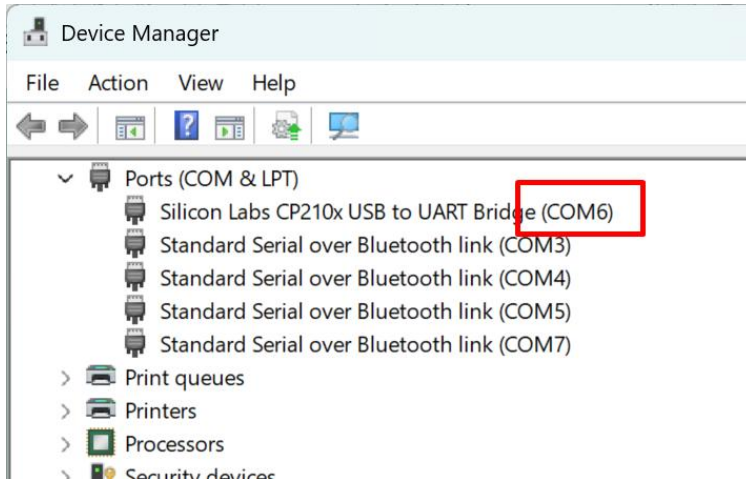 Device Manager
File Action View Help
Ports (COM & LPT)
Silicon Labs CP210x USB to UART Bridge (COM6)
Standard Serial over Bluetooth link (COM3)
Standard Serial over Bluetooth link (COM4)
Standard Serial over Bluetooth link (COM5)
Standard Serial over Bluetooth link (COM7)
Print queues
Printers
Processors
Security devices